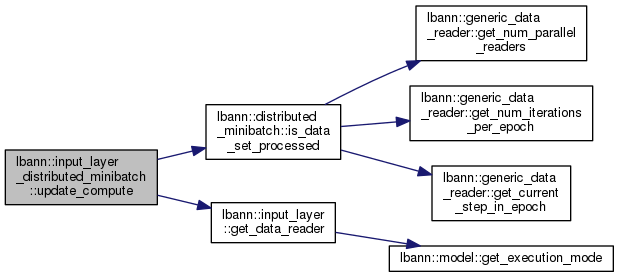 lbann::input_layer
_distributed_minibatch
::update_compute
lbann::distributed
_minibatch::is_data
_set_processed
lbann::input_layer
::get_data_reader
lbann::generic_data
_reader::get_num_parallel
_readers
lbann::generic_data
_reader::get_num_iterations
_per_epoch
lbann::generic_data
_reader::get_current
_step_in_epoch
lbann::model::get_execution_mode